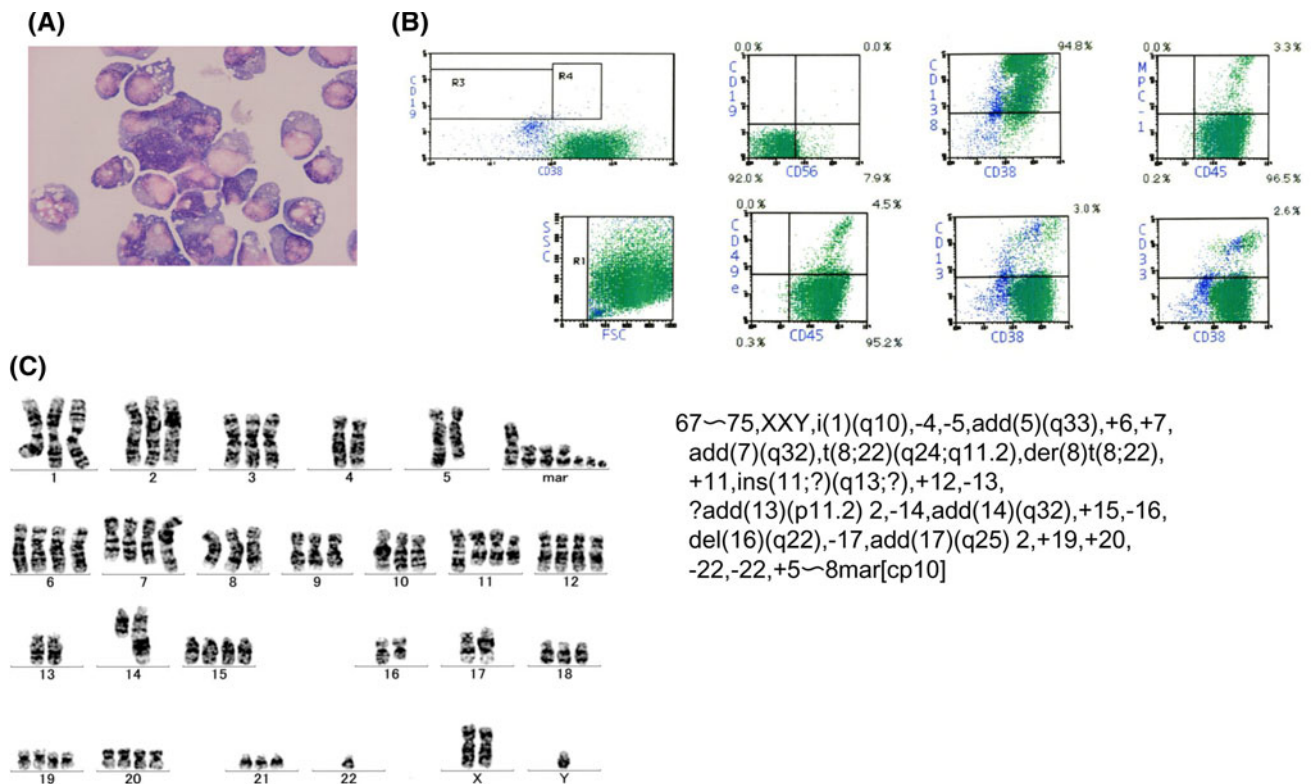 (A)
(B)
R3
R4
CD19
CD38
0.0%
0.0%
CD19
CD56
92.0%
7.9%
94.8%
CD138
CD38
0.0%
3.3%
MPC-1
CD45
0.2%
96.5%
SSC
R1
FSC
0.0%
4.5%
CD49e
CD45
0.3%
95.2%
3.0%
CD13
CD38
2.6%
CD33
CD38
(C)
1 2 3 4 5 mar
6 7 8 9 10 11 12
13 14 15 16 17 18
19 20 21 22 X Y
67~75,XXY,i(1)(q10),-4,-5,add(5)(q33),+6,+7,
add(7)(q32),t(8;22)(q24;q11.2),der(8)t(8;22),
+11,ins(11;?)(q13;?),+12,-13,
?add(13)(p11.2) 2,-14,add(14)(q32),+15,-16,
del(16)(q22),-17,add(17)(q25) 2,+19,+20,
-22,-22,+5~8mar[cp10]